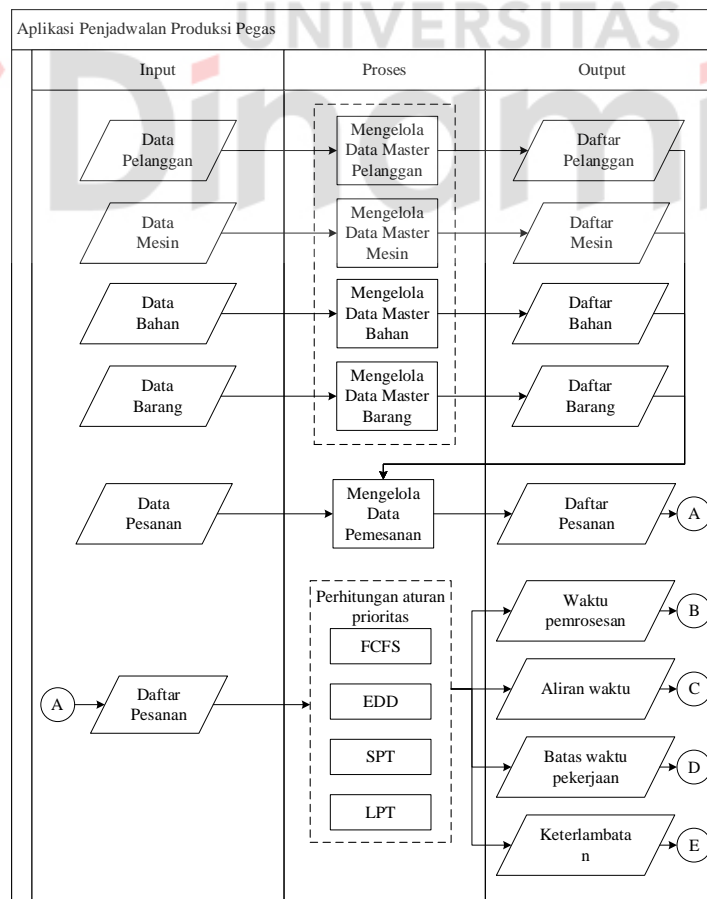 UNIVERSITAS
Dinami
Aplikasi Penjadwalan Produksi Pegas
Input
Proses
Output
Data
Pelanggan
Mengelola
Data Master
Pelanggan
Daftar
Pelanggan
Data
Mesin
Mengelola
Data Master
Mesin
Daftar
Mesin
Data
Bahan
Mengelola
Data Master
Bahan
Daftar
Bahan
Data
Barang
Mengelola
Data Master
Barang
Daftar
Barang
Data
Pesanan
Mengelola
Data
Pemesanan
Daftar
Pesanan
A
A
Daftar
Pesanan
Perhitungan aturan
prioritas
FCFS
EDD
SPT
LPT
Waktu
pemrosesan
B
Aliran waktu
C
Batas waktu
pekerjaan
D
Keterlambata
n
E